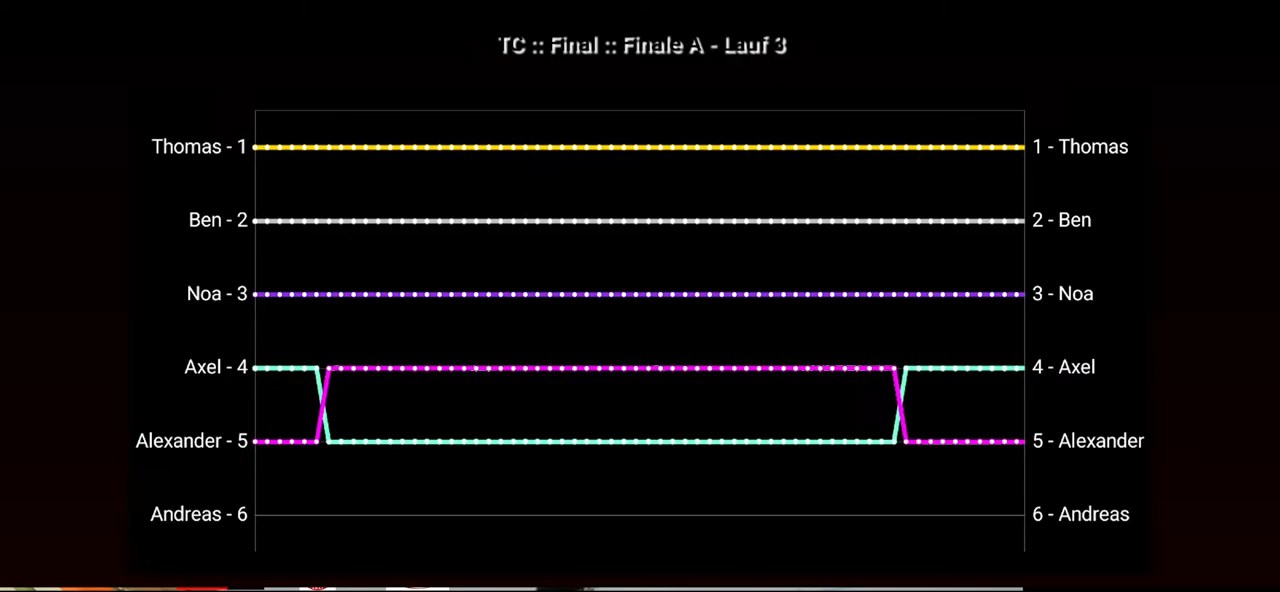 TC :: Final :: Finale A - Lauf 3
Thomas - 1
1 - Thomas
Ben - 2
2 - Ben
Noa - 3
3 - Noa
Axel - 4
4 - Axel
Alexander - 5
5 - Alexander
Andreas - 6
6 - Andreas